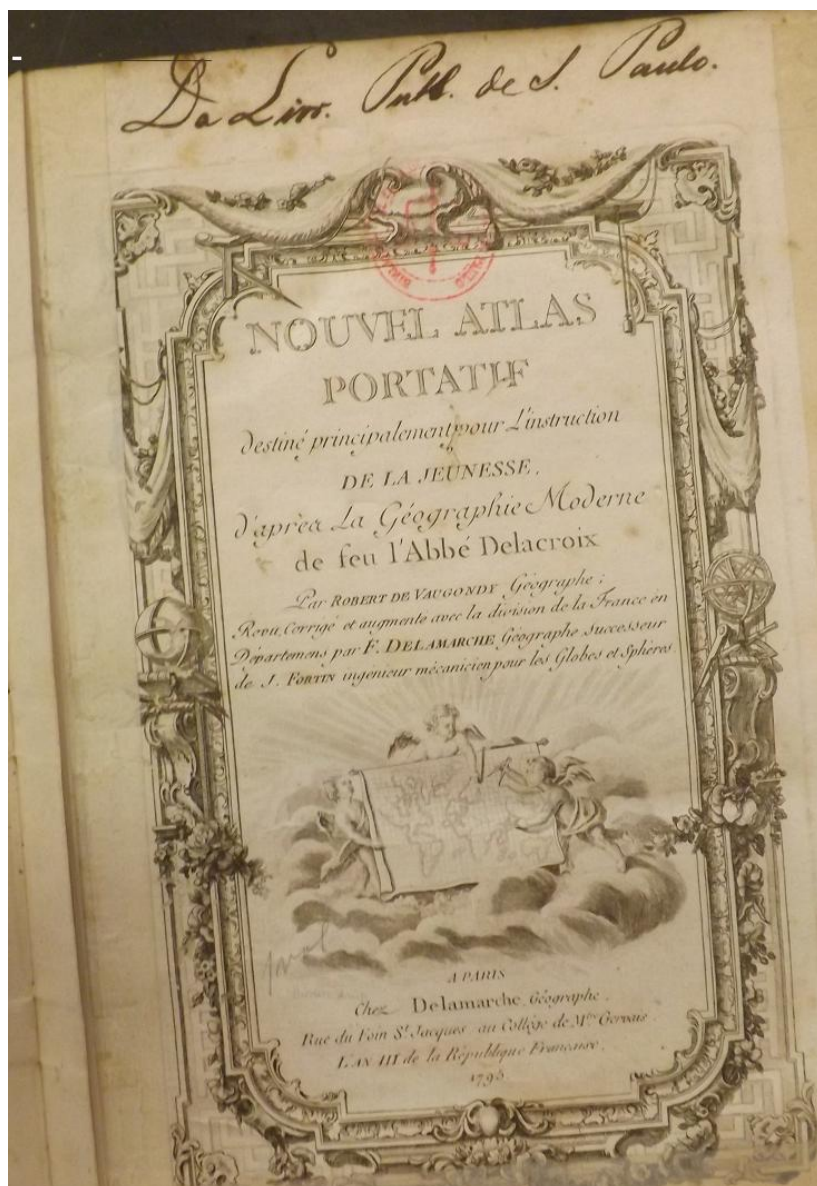 Da Livr. Publ. de S. Paulo.
NOUVEL ATLAS
PORTATIF
destiné principalement pour L'instruction
DE LA JEUNESSE,
d'après La Géographie Moderne
de feu l'Abbé Delacroix
Par ROBERT DE VAUGONDY Géographe;
Revu, Corrigé et augmenté avec la division de la France en
Départemens par F. DELAMARCHE Géographe successeur
de J. FORTIN ingenieur mécanicien pour les Globes et Sphères.
A PARIS
Chez Delamarche, Géographe.
Rue du Foin St Jacques au Collège de Mtre Gervais.
L'AN III de la République Française.
1795